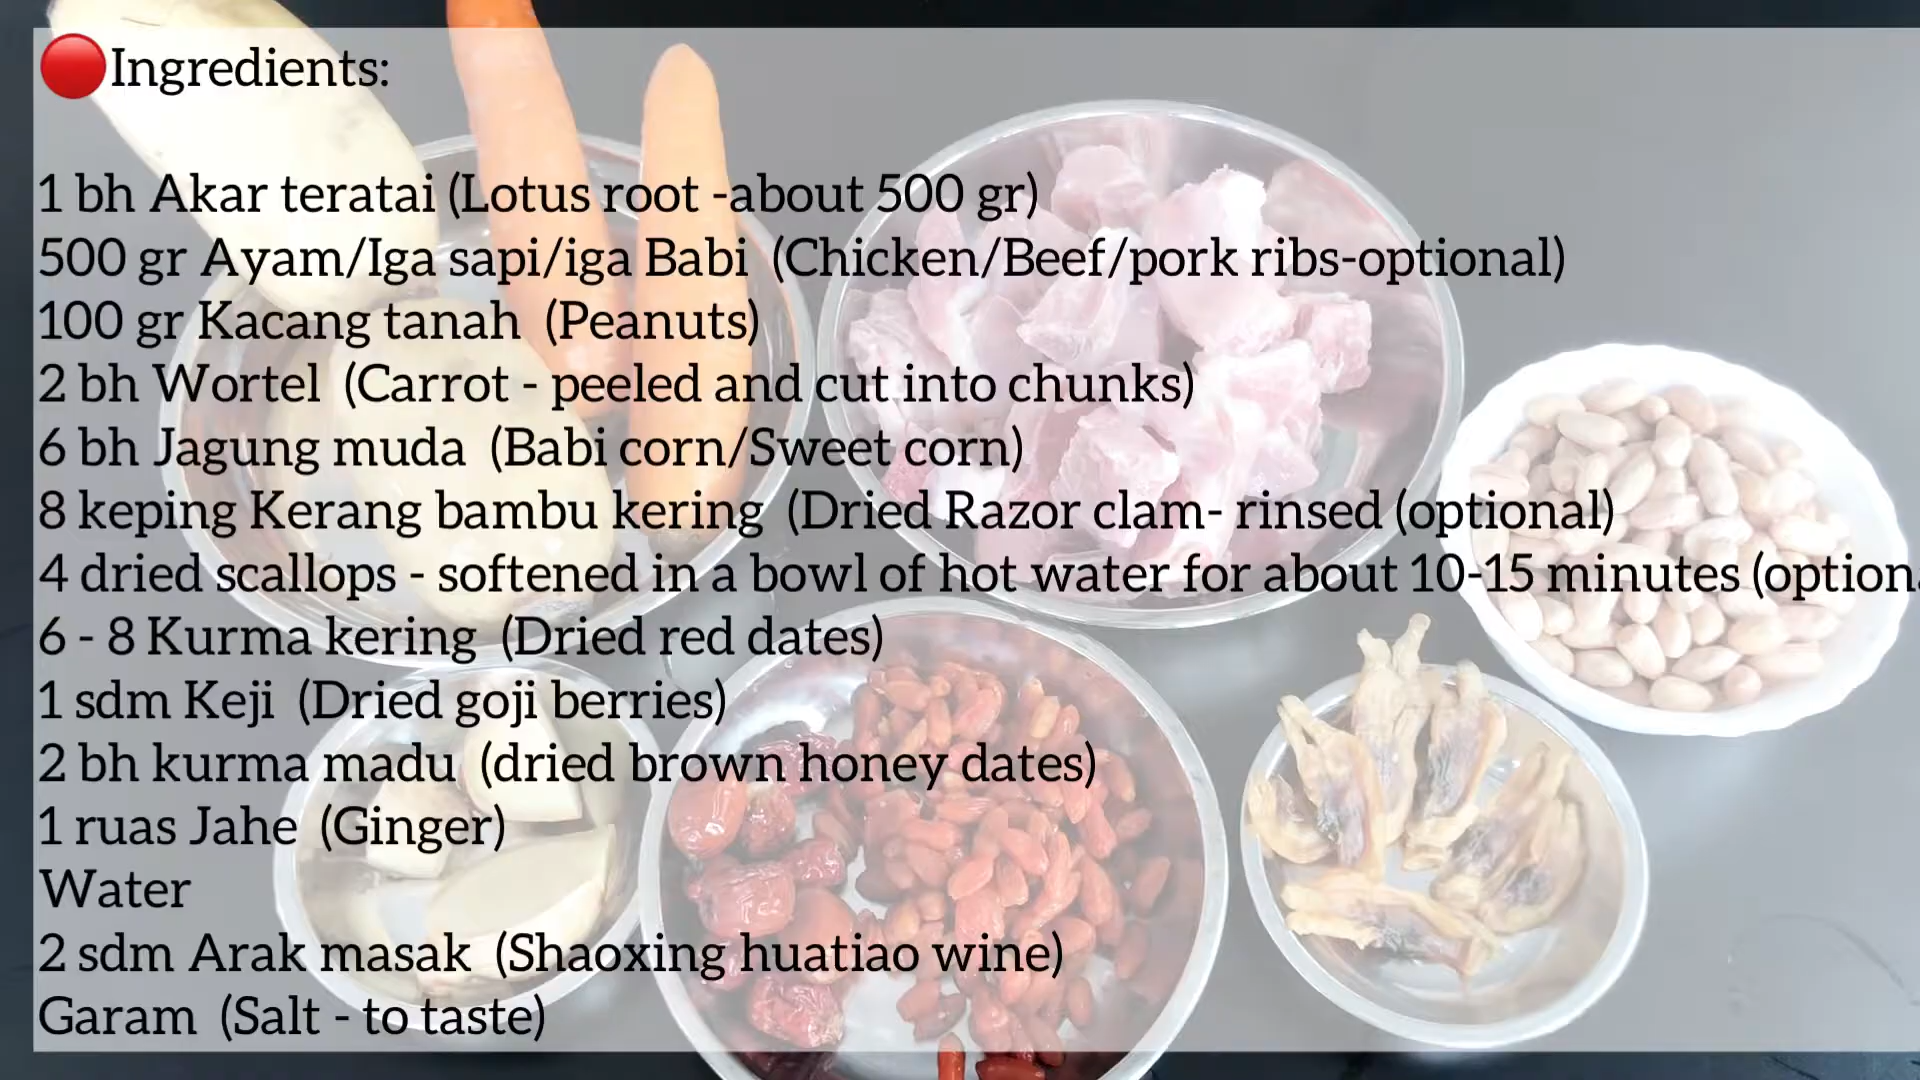 Ingredients:
1 bh Akar teratai (Lotus root -about 500 gr)
500 gr Ayam/Iga sapi/iga Babi (Chicken/Beef/pork ribs-optional)
100 gr Kacang tanah (Peanuts)
2 bh Wortel (Carrot - peeled and cut into chunks)
6 bh Jagung muda (Babi corn/Sweet corn)
8 keping Kerang bambu kering (Dried Razor clam- rinsed (optional)
4 dried scallops - softened in a bowl of hot water for about 10-15 minutes
6 - 8 Kurma kering (Dried red dates)
1 sdm Keji (Dried goji berries)
2 bh kurma madu (dried brown honey dates)
1 ruas Jahe (Ginger)
Water
2 sdm Arak masak (Shaoxing huatiao wine)
Garam (Salt - to taste)